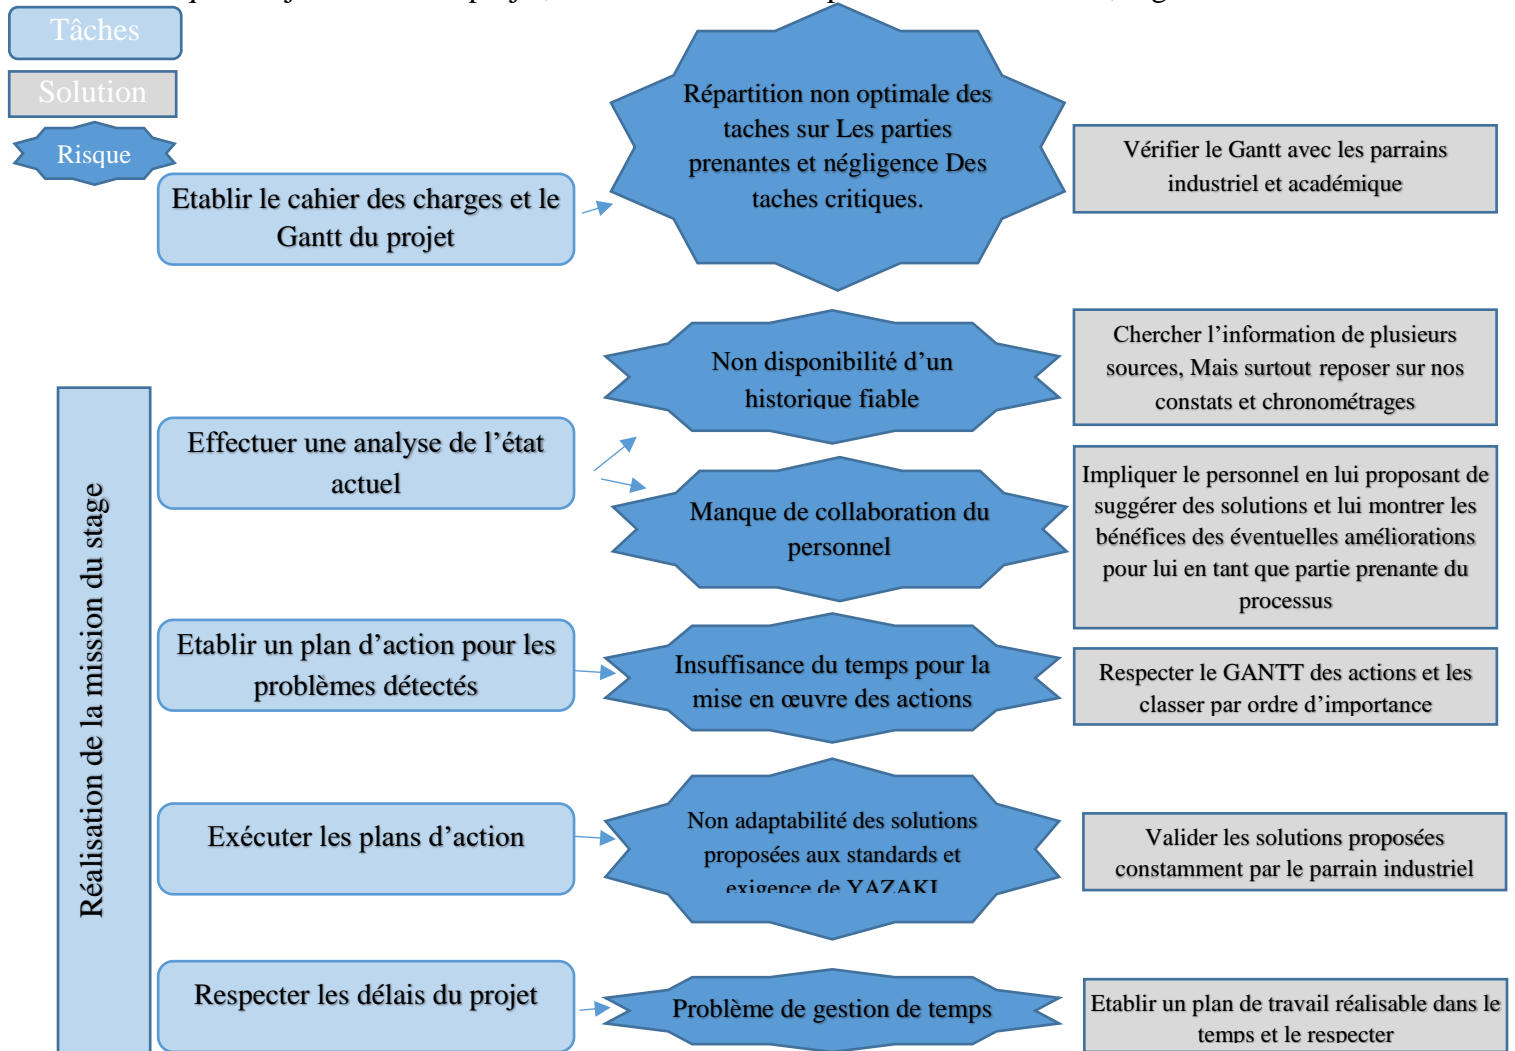 Tâches
Solution
Risque
Etablir le cahier des charges et le
Gantt du projet
Répartition non optimale des
taches sur Les parties
prenantes et négligence Des
taches critiques.
Vérifier le Gantt avec les parrains
industriel et académique
Réalisation de la mission du stage
Effectuer une analyse de l’état
actuel
Non disponibilité d’un
historique fiable
Chercher l’information de plusieurs
sources, Mais surtout reposer sur nos
constats et chronométrages
Manque de collaboration du
personnel
Impliquer le personnel en lui proposant de
suggérer des solutions et lui montrer les
bénéfices des éventuelles améliorations
pour lui en tant que partie prenante du
processus
Etablir un plan d’action pour les
problèmes détectés
Insuffisance du temps pour la
mise en œuvre des actions
Respecter le GANTT des actions et les
classer par ordre d’importance
Exécuter les plans d’action
Non adaptabilité des solutions
proposées aux standards et
exigence de YAZAKI
Valider les solutions proposées
constamment par le parrain industriel
Respecter les délais du projet
Problème de gestion de temps
Etablir un plan de travail réalisable dans le
temps et le respecter